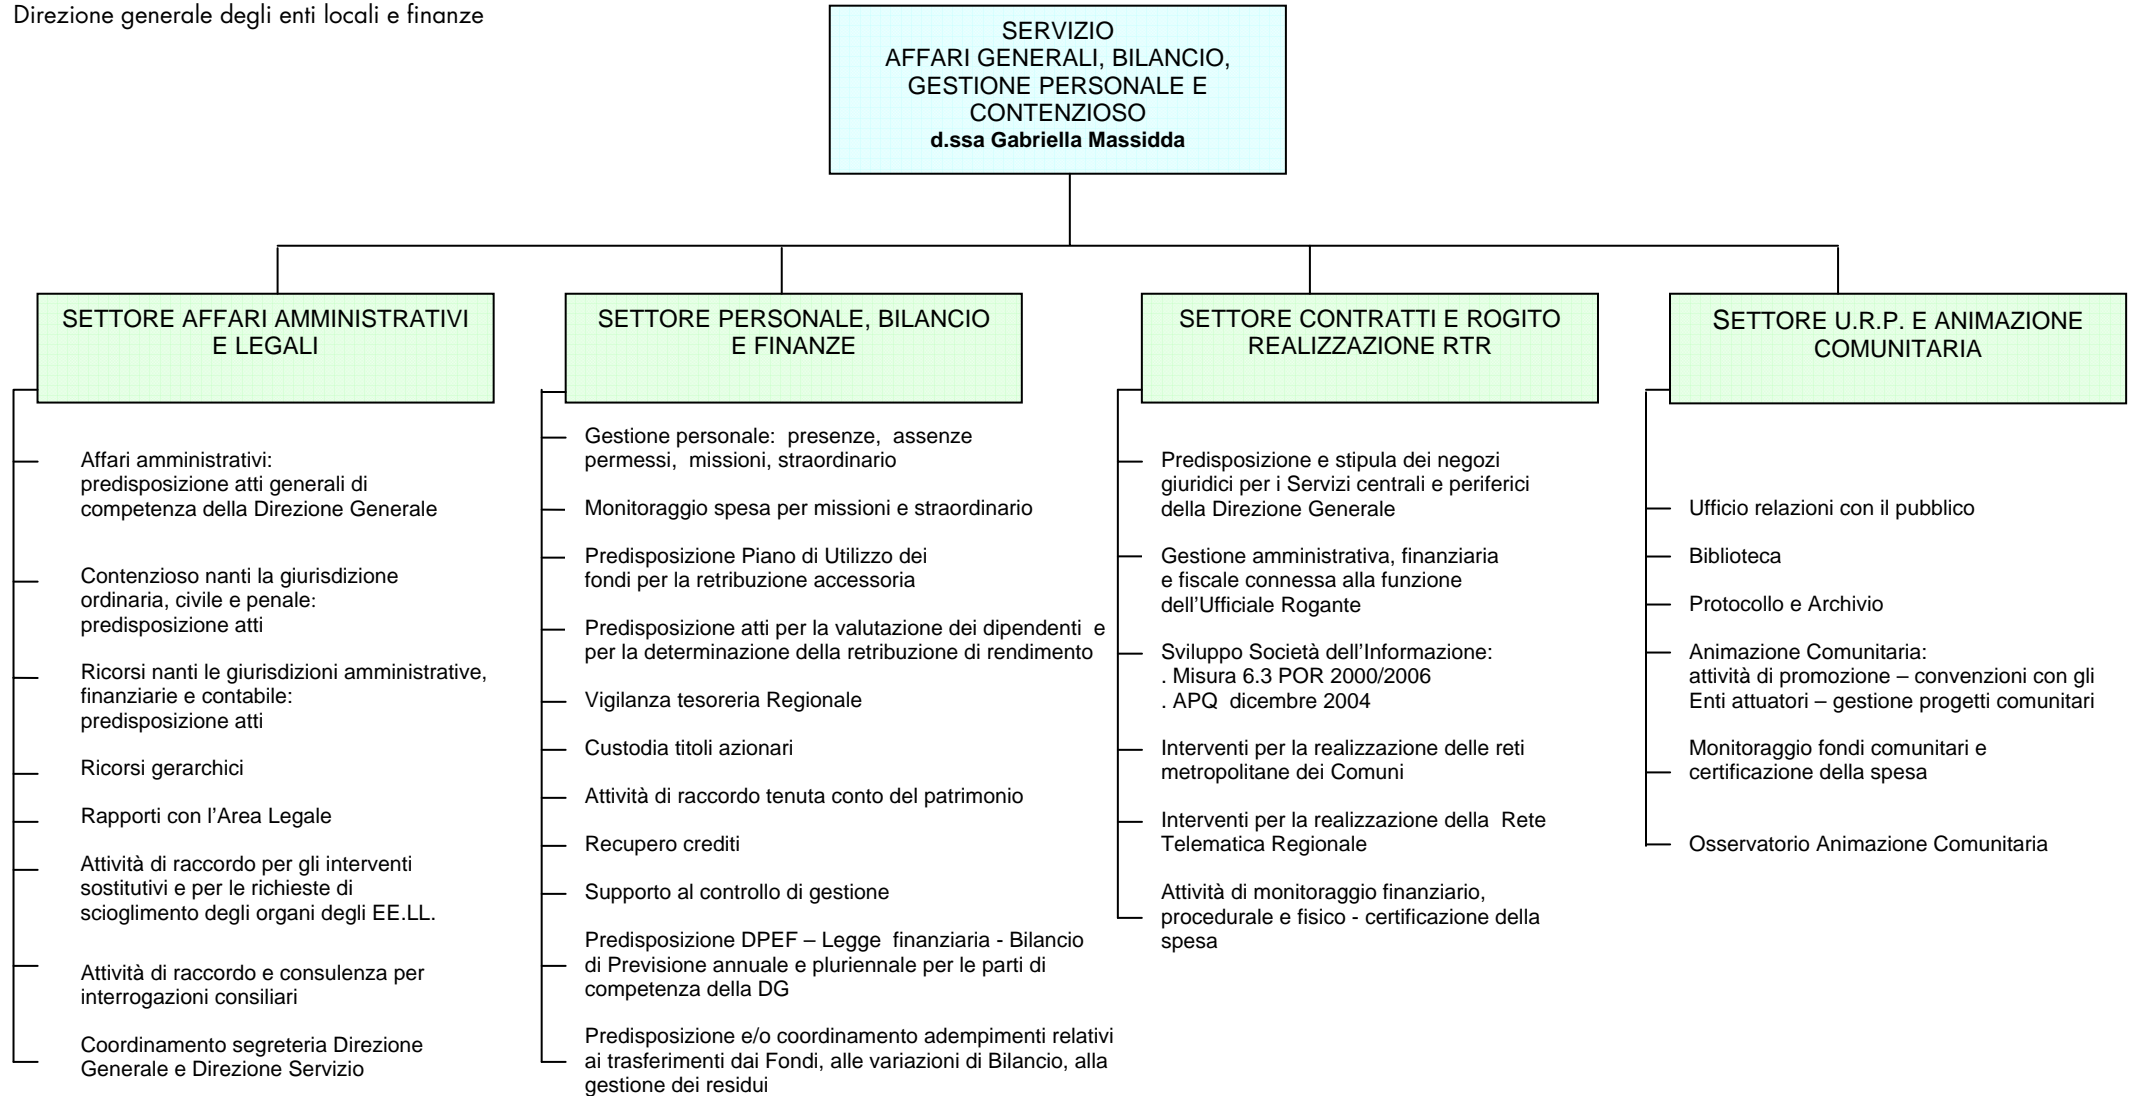 Direzione generale degli enti locali e finanze
SERVIZIO
AFFARI GENERALI, BILANCIO,
GESTIONE PERSONALE E
CONTENZIOSO
d.ssa Gabriella Massidda
SETTORE AFFARI AMMINISTRATIVI
E LEGALI
Affari amministrativi:
predisposizione atti generali di
competenza della Direzione Generale
Contenzioso nanti la giurisdizione
ordinaria, civile e penale:
predisposizione atti
Ricorsi nanti le giurisdizioni amministrative,
finanziarie e contabile:
predisposizione atti
Ricorsi gerarchici
Rapporti con l'Area Legale
Attività di raccordo per gli interventi
sostitutivi e per le richieste di
scioglimento degli organi degli EE.LL.
Attività di raccordo e consulenza per
interrogazioni consiliari
Coordinamento segreteria Direzione
Generale e Direzione Servizio
SETTORE PERSONALE, BILANCIO
E FINANZE
Gestione personale: presenze, assenze
permessi, missioni, straordinario
Monitoraggio spesa per missioni e straordinario
Predisposizione Piano di Utilizzo dei
fondi per la retribuzione accessoria
Predisposizione atti per la valutazione dei dipendenti e
per la determinazione della retribuzione di rendimento
Vigilanza tesoreria Regionale
Custodia titoli azionari
Attività di raccordo tenuta conto del patrimonio
Recupero crediti
Supporto al controllo di gestione
Predisposizione DPEF – Legge finanziaria - Bilancio
di Previsione annuale e pluriennale per le parti di
competenza della DG
Predisposizione e/o coordinamento adempimenti relativi
ai trasferimenti dai Fondi, alle variazioni di Bilancio, alla
gestione dei residui
SETTORE CONTRATTI E ROGITO
REALIZZAZIONE RTR
Predisposizione e stipula dei negozi
giuridici per i Servizi centrali e periferici
della Direzione Generale
Gestione amministrativa, finanziaria
e fiscale connessa alla funzione
dell'Ufficiale Rogante
Sviluppo Società dell'Informazione:
. Misura 6.3 POR 2000/2006
. APQ dicembre 2004
Interventi per la realizzazione delle reti
metropolitane dei Comuni
Interventi per la realizzazione della Rete
Telematica Regionale
Attività di monitoraggio finanziario,
procedurale e fisico - certificazione della
spesa
SETTORE U.R.P. E ANIMAZIONE
COMUNITARIA
Ufficio relazioni con il pubblico
Biblioteca
Protocollo e Archivio
Animazione Comunitaria:
attività di promozione – convenzioni con gli
Enti attuatori – gestione progetti comunitari
Monitoraggio fondi comunitari e
certificazione della spesa
Osservatorio Animazione Comunitaria